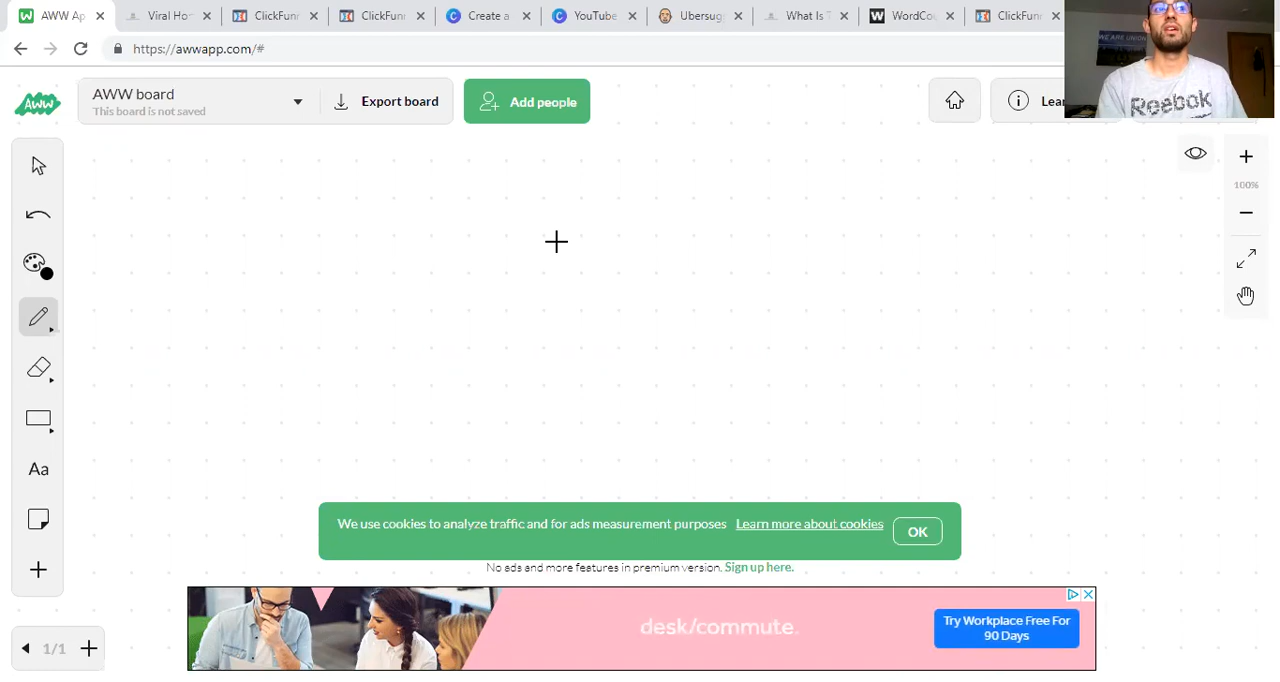 AWW Ap
Viral Ho
ClickFun
ClickFun
Create a
YouTube
Ubersug
What Is T
WordCo
ClickFun
https://awwapp.com/#
AWW
AWW board
This board is not saved
Export board
Add people
Lea
WE ARE UNION
Reebok
100%
Aa
We use cookies to analyze traffic and for ads measurement purposes Learn more about cookies
OK
No ads and more features in premium version. Sign up here.
desk/commute.
Try Workplace Free For
90 Days
1/1